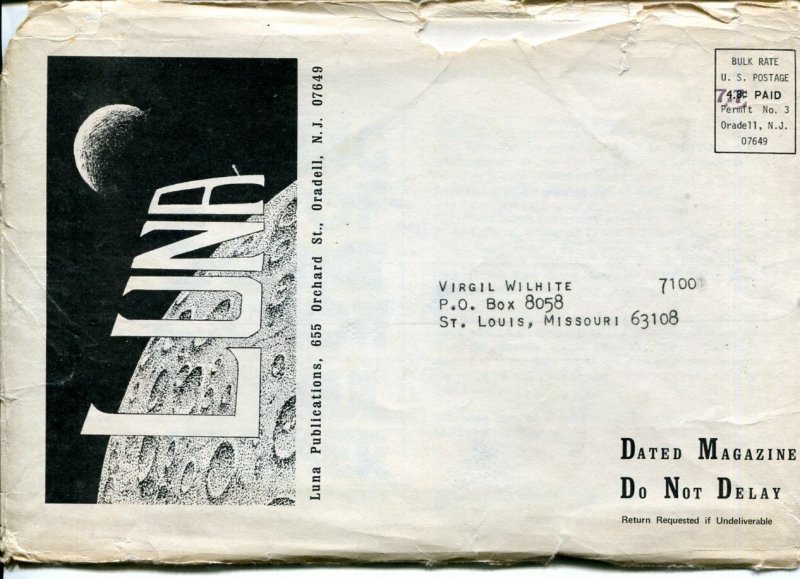 LUNA
Luna Publications, 655 Orchard St., Oradell, N.J. 07649
BULK RATE
U. S. POSTAGE
PAID
Permit No. 3
Oradell, N.J.
07649
VIRGIL WILHITE 71001
P.O. BOX 8058
ST. LOUIS, MISSOURI 63108
DATED MAGAZINE
DO NOT DELAY
Return Requested if Undeliverable